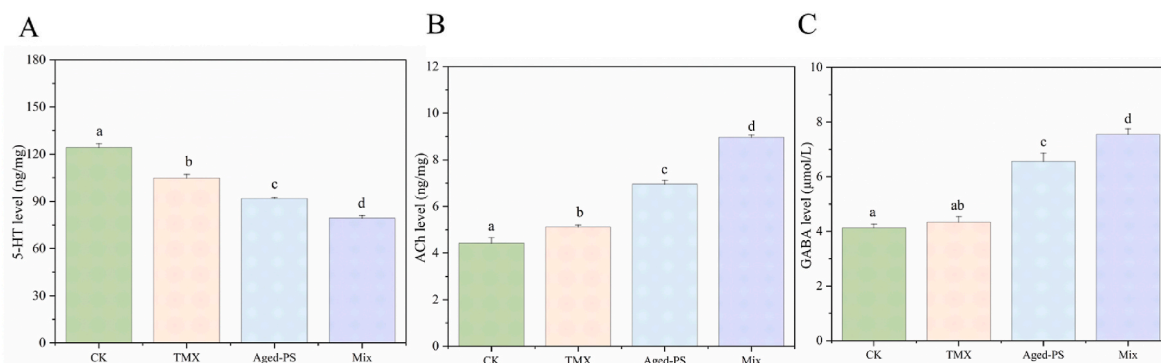 A
5-HT level (ng/mg)
180
150
120
90
60
30
0
a
b
c
d
CK
TMX
Aged-PS
Mix
B
ACh level (ng/mg)
12
10
8
6
4
2
0
a
b
c
d
CK
TMX
Aged-PS
Mix
C
GABA level (μmol/L)
10
8
6
4
2
0
a
ab
c
d
CK
TMX
Aged-PS
Mix